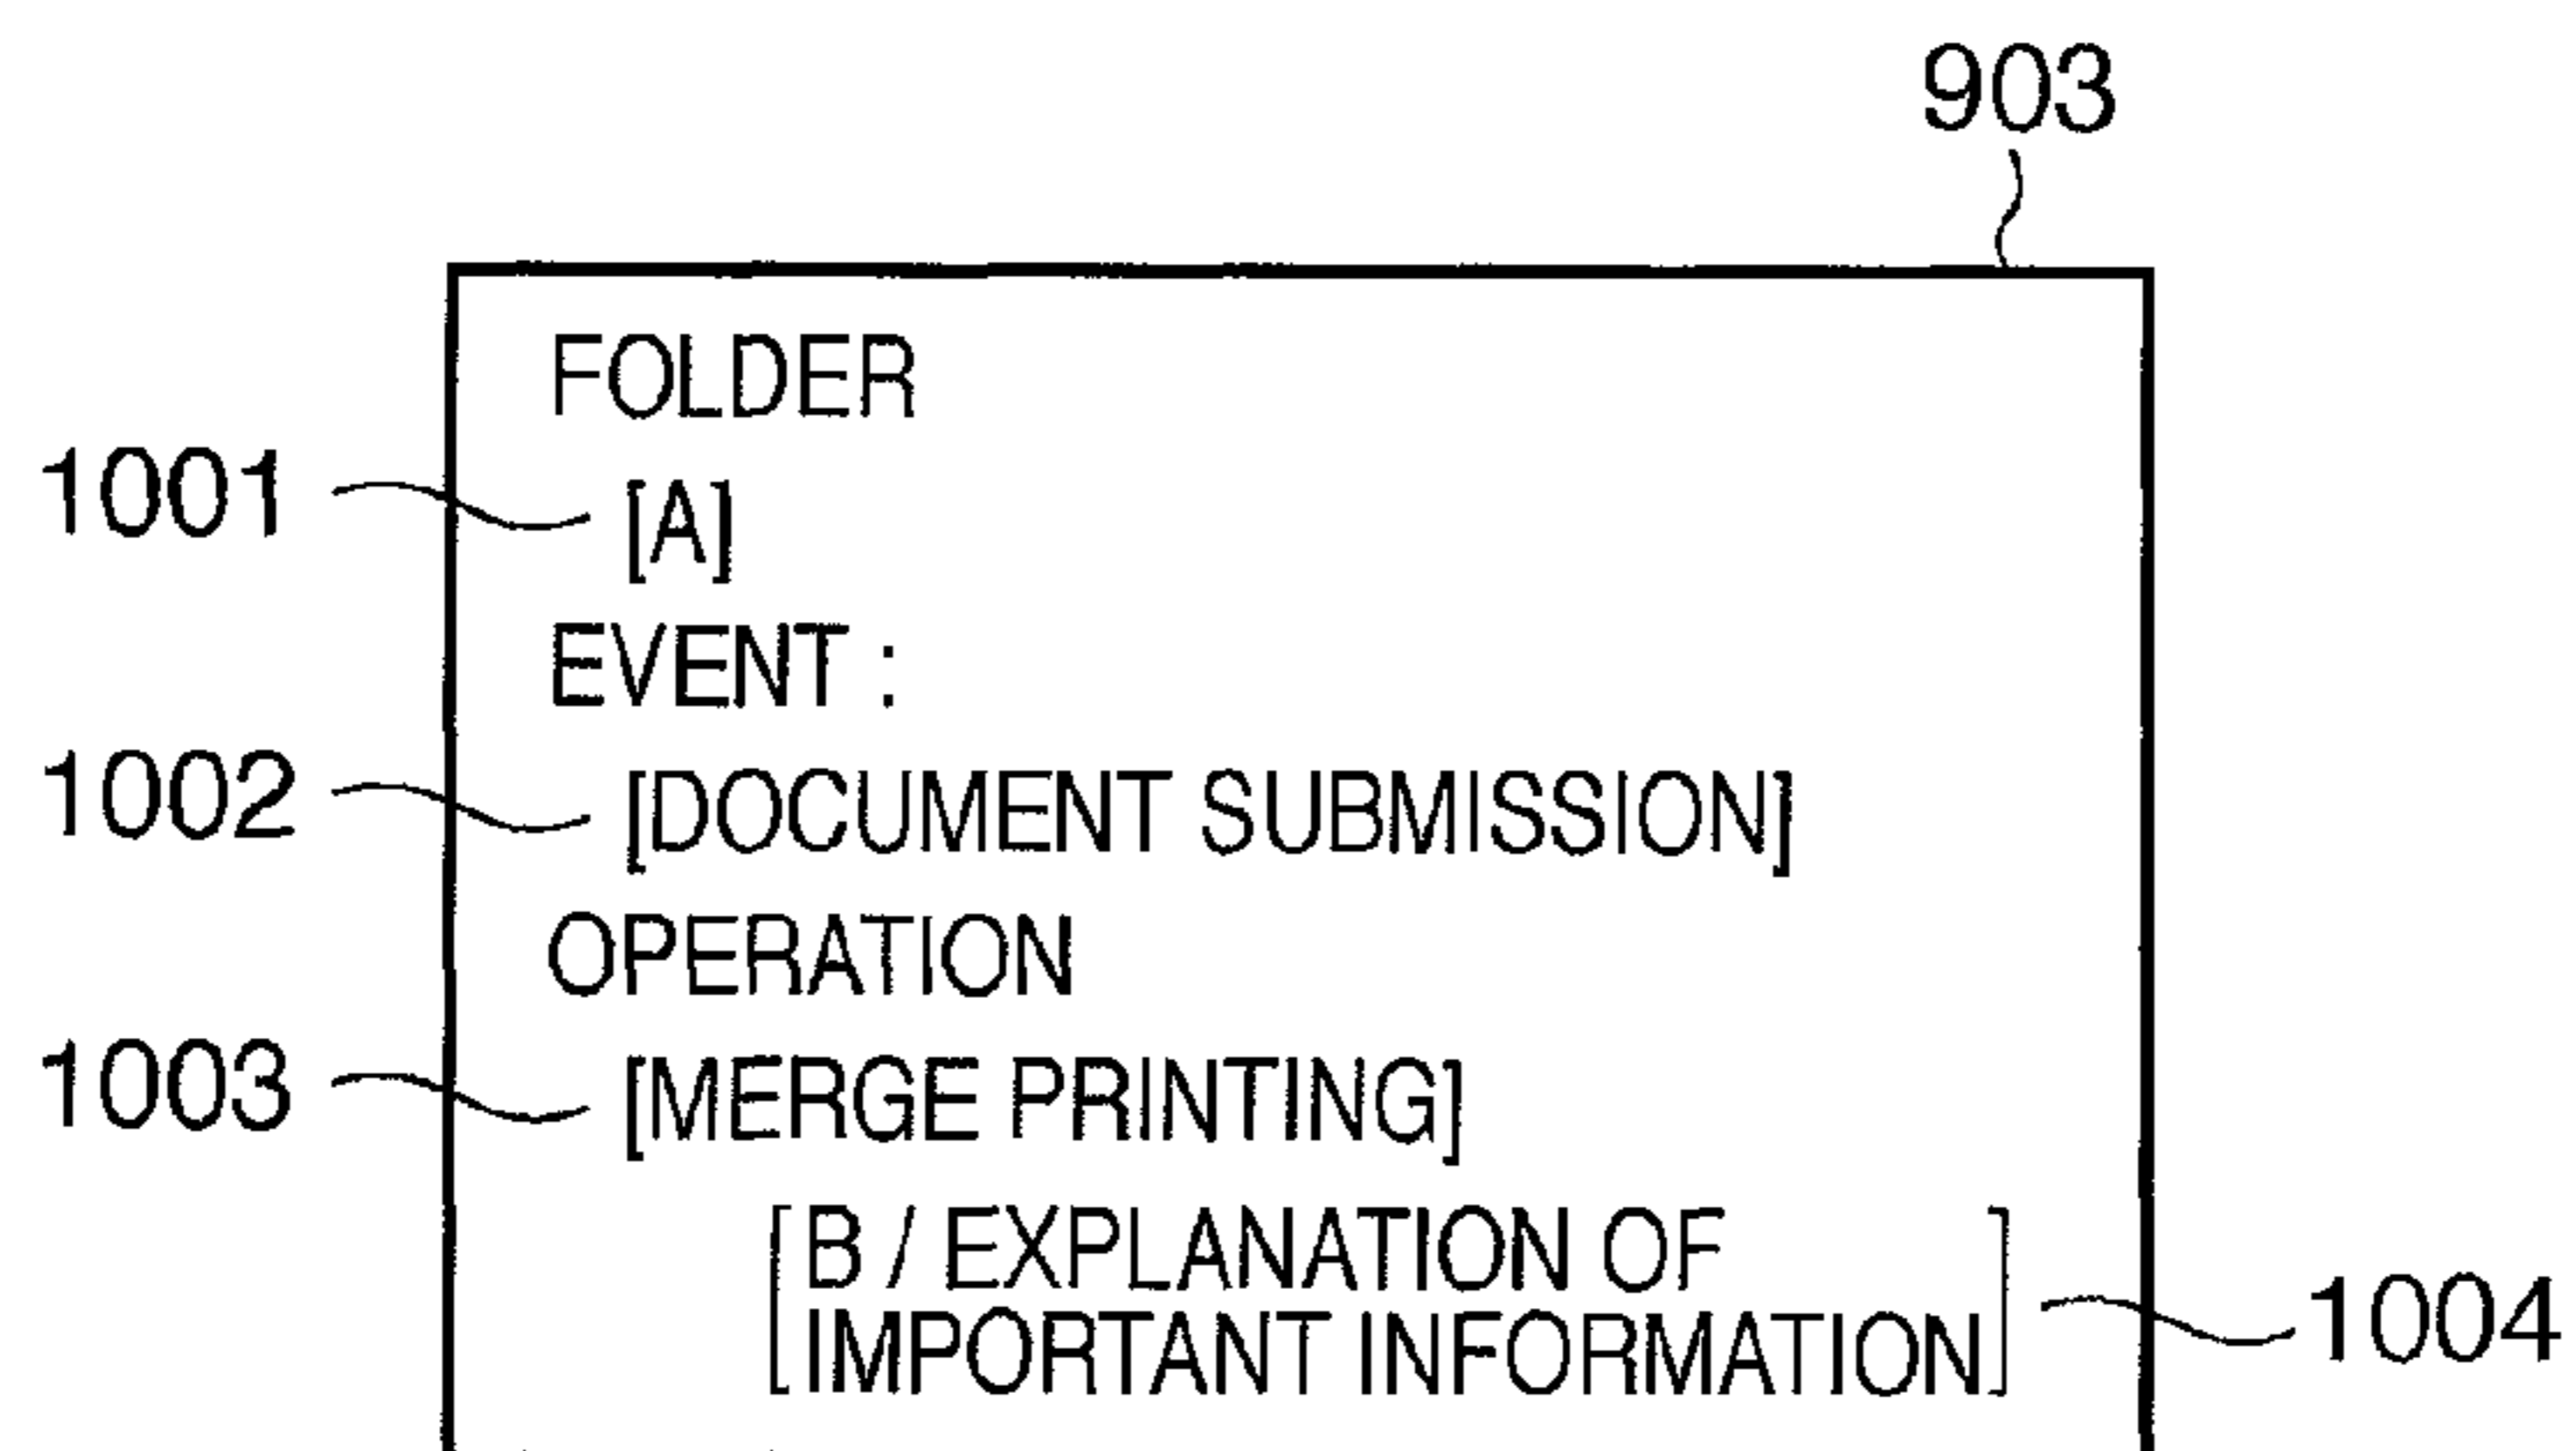 903
FOLDER
1001 [A]
EVENT :
1002 [DOCUMENT SUBMISSION]
OPERATION
1003 [MERGE PRINTING]
[B / EXPLANATION OF
IMPORTANT INFORMATION] 1004